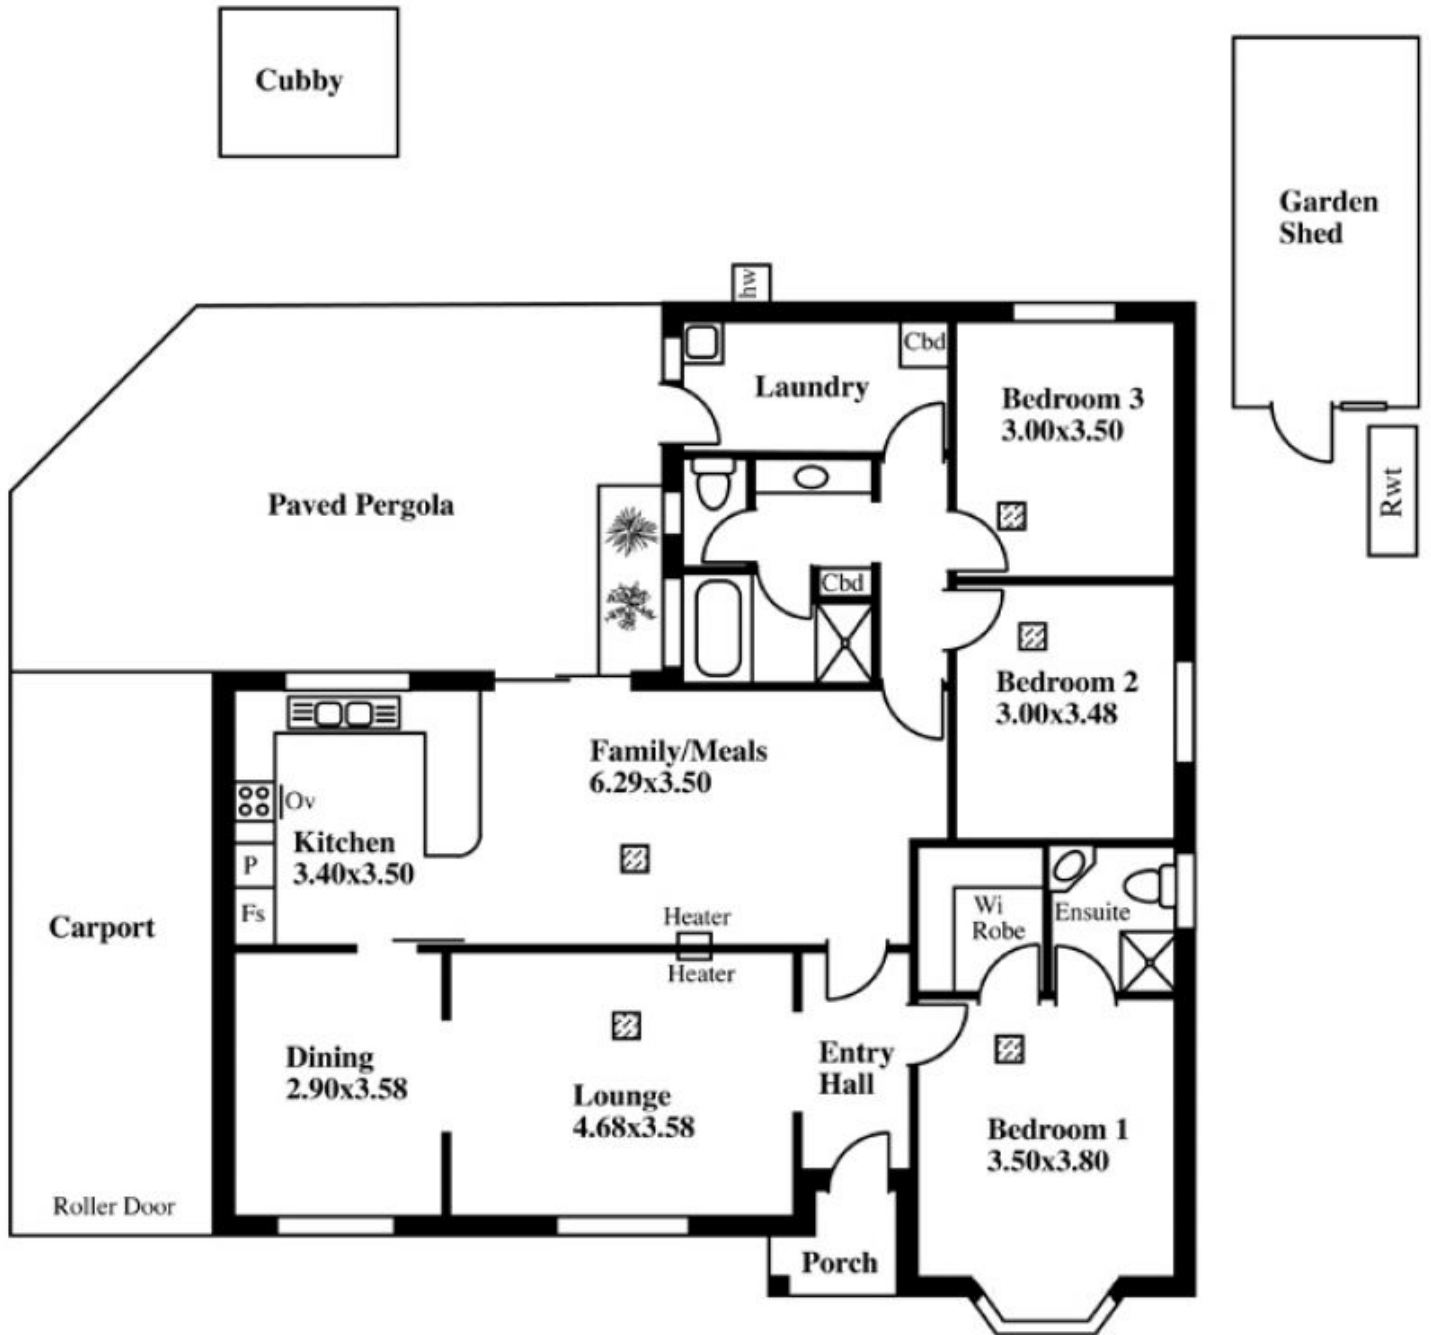 Cubby
Garden
Shed
hw
Cbd
Laundry
Bedroom 3
3.00x3.50
Rwt
Paved Pergola
Cbd
Bedroom 2
3.00x3.48
Family/Meals
6.29x3.50
Ov
Kitchen
3.40x3.50
P
Fs
Wi
Robe
Ensuite
Carport
Heater
Heater
Dining
2.90x3.58
Lounge
4.68x3.58
Entry
Hall
Bedroom 1
3.50x3.80
Roller Door
Porch